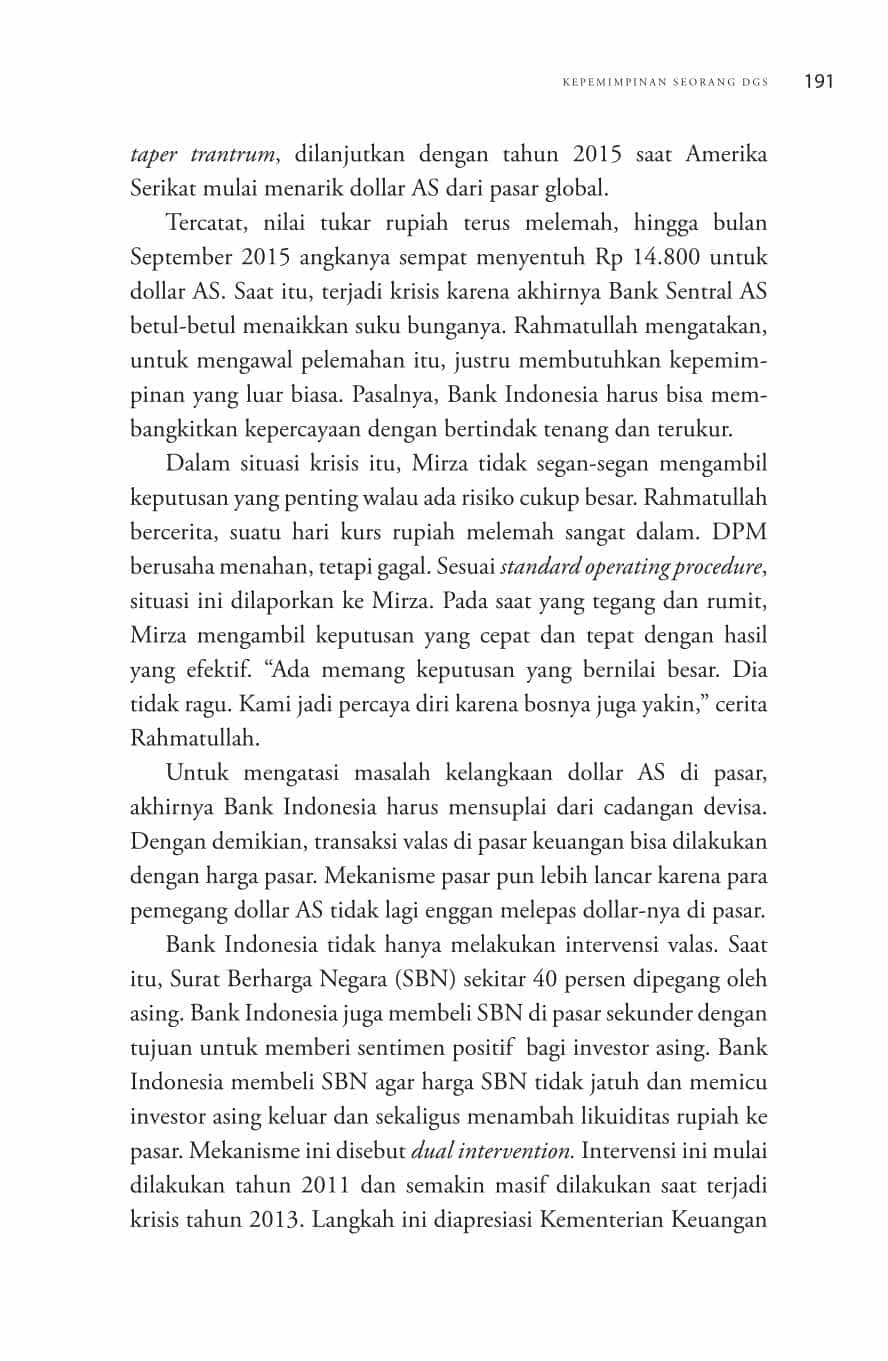 KEPEMIMPINAN SEORANG DGS 191
taper trantrum, dilanjutkan dengan tahun 2015 saat Amerika
Serikat mulai menarik dollar AS dari pasar global.
Tercatat, nilai tukar rupiah terus melemah, hingga bulan
September 2015 angkanya sempat menyentuh Rp 14.800 untuk
dollar AS. Saat itu, terjadi krisis karena akhirnya Bank Sentral AS
betul-betul menaikkan suku bunganya. Rahmatullah mengatakan,
untuk mengawal pelemahan itu, justru membutuhkan kepemim-
pinan yang luar biasa. Pasalnya, Bank Indonesia harus bisa mem-
bangkitkan kepercayaan dengan bertindak tenang dan terukur.
Dalam situasi krisis itu, Mirza tidak segan-segan mengambil
keputusan yang penting walau ada risiko cukup besar. Rahmatullah
bercerita, suatu hari kurs rupiah melemah sangat dalam. DPM
berusaha menahan, tetapi gagal. Sesuai standard operating procedure,
situasi ini dilaporkan ke Mirza. Pada saat yang tegang dan rumit,
Mirza mengambil keputusan yang cepat dan tepat dengan hasil
yang efektif. “Ada memang keputusan yang bernilai besar. Dia
tidak ragu. Kami jadi percaya diri karena bosnya juga yakin,” cerita
Rahmatullah.
Untuk mengatasi masalah kelangkaan dollar AS di pasar,
akhirnya Bank Indonesia harus mensuplai dari cadangan devisa.
Dengan demikian, transaksi valas di pasar keuangan bisa dilakukan
dengan harga pasar. Mekanisme pasar pun lebih lancar karena para
pemegang dollar AS tidak lagi enggan melepas dollar-nya di pasar.
Bank Indonesia tidak hanya melakukan intervensi valas. Saat
itu, Surat Berharga Negara (SBN) sekitar 40 persen dipegang oleh
asing. Bank Indonesia juga membeli SBN di pasar sekunder dengan
tujuan untuk memberi sentimen positif bagi investor asing. Bank
Indonesia membeli SBN agar harga SBN tidak jatuh dan memicu
investor asing keluar dan sekaligus menambah likuiditas rupiah ke
pasar. Mekanisme ini disebut dual intervention. Intervensi ini mulai
dilakukan tahun 2011 dan semakin masif dilakukan saat terjadi
krisis tahun 2013. Langkah ini diapresiasi Kementerian Keuangan